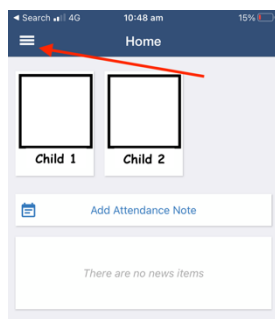 ◄ Search 4G 10:48 am 15%
Home
Child 1 Child 2
Add Attendance Note
There are no news items